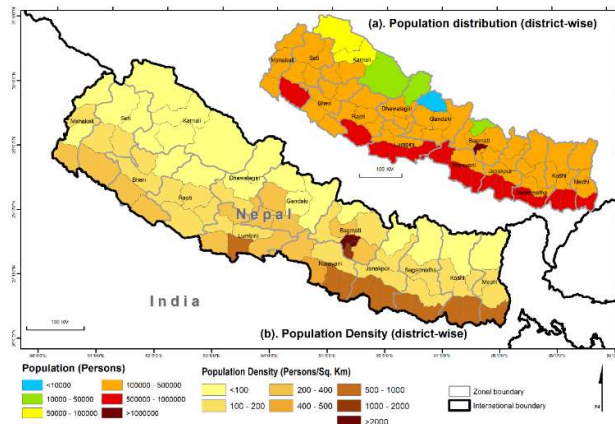 (a). Population distribution (district-wise)
Mahakali
Seti
Karnali
Bheri
Rapti
Dhawalagiri
Gandaki
Lumbini
Bagmati
Narayani
Janakpur
Sagarmatha
Koshi
Mechi
100 KM
Mahakali
Seti
Karnali
Bheri
Rapti
Dhawalagiri
Gandaki
Nepal
Lumbini
Bagmati
Narayani
Janakpur
Sagarmatha
Koshi
Mechi
India
100 KM
(b). Population Density (district-wise)
Population (Persons)
<10000
10000 - 50000
50000 - 100000
100000 - 500000
500000 - 1000000
>1000000
Population Density (Persons/Sq. Km)
<100
100 - 200
200 - 400
400 - 500
500 - 1000
1000 - 2000
>2000
Zonel boundary
International boundary